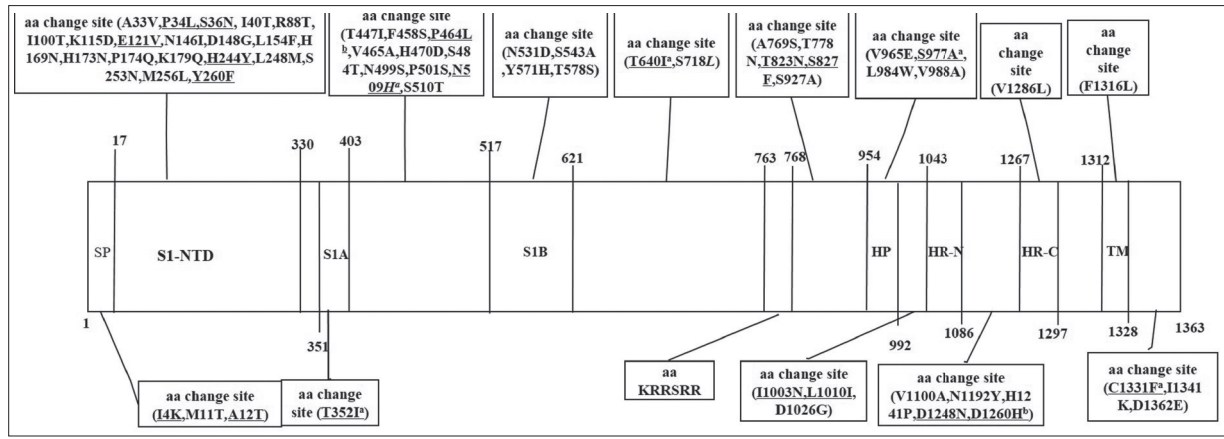 aa change site (A33V,P34L,S36N, I40T,R88T,
I100T,K115D,E121V,N146I,D148G,L154F,H
169N,H173N,P174Q,K179Q,H244Y,L248M,S
253N,M256L,Y260F
aa change site
(T447I,F458S,P464L
b,V465A,H470D,S48
4T,N499S,P501S,N5
09Ha,S510T
aa change site
(N531D,S543A
,Y571H,T578S)
aa change site
(T640Ia,S718L)
aa change site
(A769S,T778
N,T823N,S827
F,S927A)
aa change site
(V965E,S977Aa,
L984W,V988A)
aa
change
site
(V1286L)
aa
change
site
(F1316L)
17
330
403
517
621
763
768
954
1043
1267
1312
SP
S1-NTD
S1A
S1B
HP
HR-N
HR-C
TM
1
351
992
1086
1297
1328
1363
aa change site
(I4K,M11T,A12T)
aa change
site (T352Ia)
aa
KRRSRR
aa change site
(I1003N,L1010I,
D1026G)
aa change site
(V1100A,N1192Y,H12
41P,D1248N,D1260Hb)
aa change site
(C1331Fa,I1341
K,D1362E)